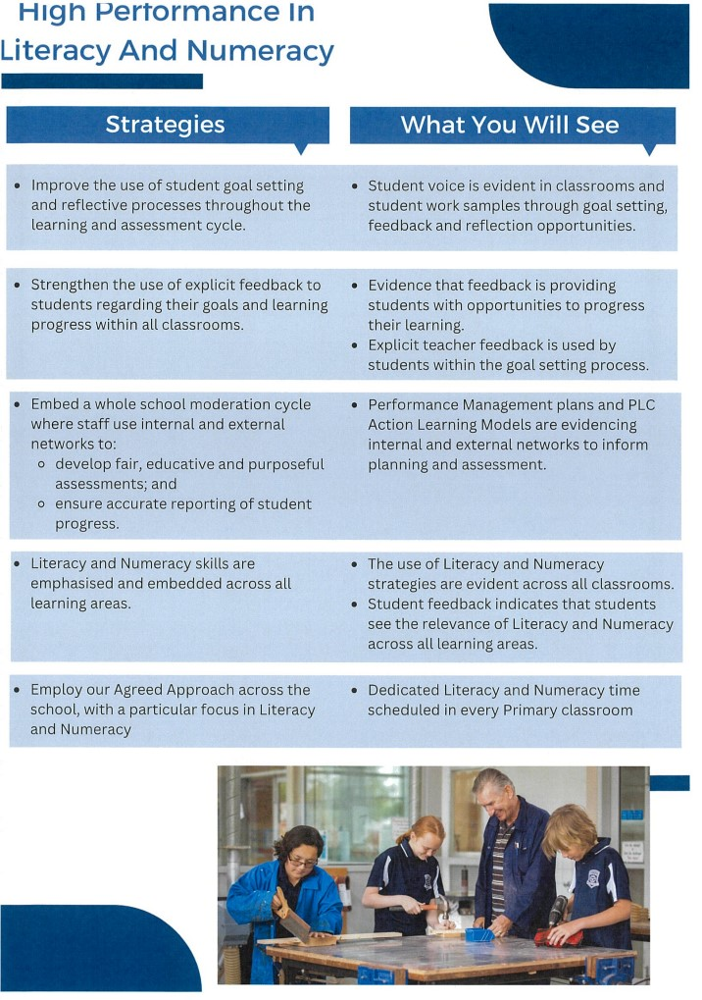 High Performance In
Literacy And Numeracy
Strategies
What You Will See
• Improve the use of student goal setting
and reflective processes throughout the
learning and assessment cycle.
• Student voice is evident in classrooms and
student work samples through goal setting,
feedback and reflection opportunities.
• Strengthen the use of explicit feedback to
students regarding their goals and learning
progress within all classrooms.
• Evidence that feedback is providing
students with opportunities to progress
their learning.
• Explicit teacher feedback is used by
students within the goal setting process.
• Embed a whole school moderation cycle
where staff use internal and external
networks to:
o develop fair, educative and purposeful
assessments; and
o ensure accurate reporting of student
progress.
• Performance Management plans and PLC
Action Learning Models are evidencing
internal and external networks to inform
planning and assessment.
• Literacy and Numeracy skills are
emphasised and embedded across all
learning areas.
• The use of Literacy and Numeracy
strategies are evident across all classrooms.
• Student feedback indicates that students
see the relevance of Literacy and Numeracy
across all learning areas.
• Employ our Agreed Approach across the
school, with a particular focus in Literacy
and Numeracy
• Dedicated Literacy and Numeracy time
scheduled in every Primary classroom